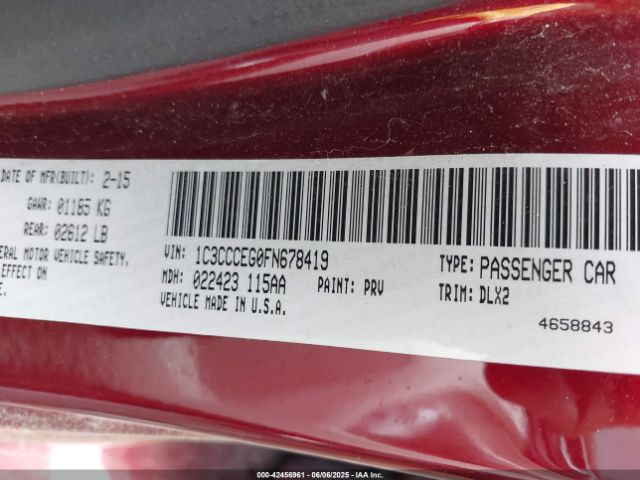 DATE OF MFR(BUILT): 2-15
GAWR: 01185 KG
REAR: 02612 LB
ERAL MOTOR VEHICLE SAFETY,
EFFECT ON
E.
VIN: 1C3CCCEG0FN678419
MDH: 022423 115AA PAINT: PRV
VEHICLE MADE IN U.S.A.
TYPE: PASSENGER CAR
TRIM: DLX2
4658843
000-42456961 - 06/06/2025 - IAA Inc.